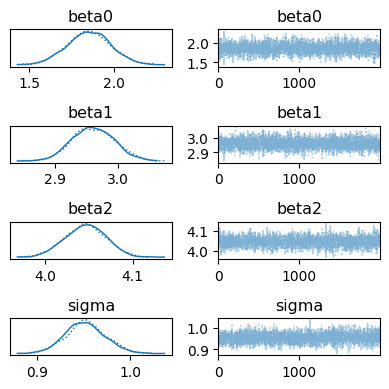 beta0 beta0
2.0
1.5
1.5 2.0 0 1000
beta1 beta1
3.0
2.9
2.9 3.0 0 1000
beta2 beta2
4.1
4.0
4.0 4.1 0 1000
sigma sigma
1.0
0.9
0.9 1.0 0 1000